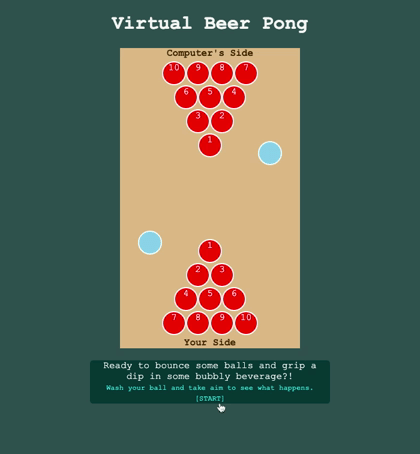 Virtual Beer Pong
Computer's Side
10 9 8 7
6 5 4
3 2
1
1
2 3
4 5 6
7 8 9 10
Your Side
Ready to bounce some balls and grip a
dip in some bubbly beverage?!
Wash your ball and take aim to see what happens.
[START]